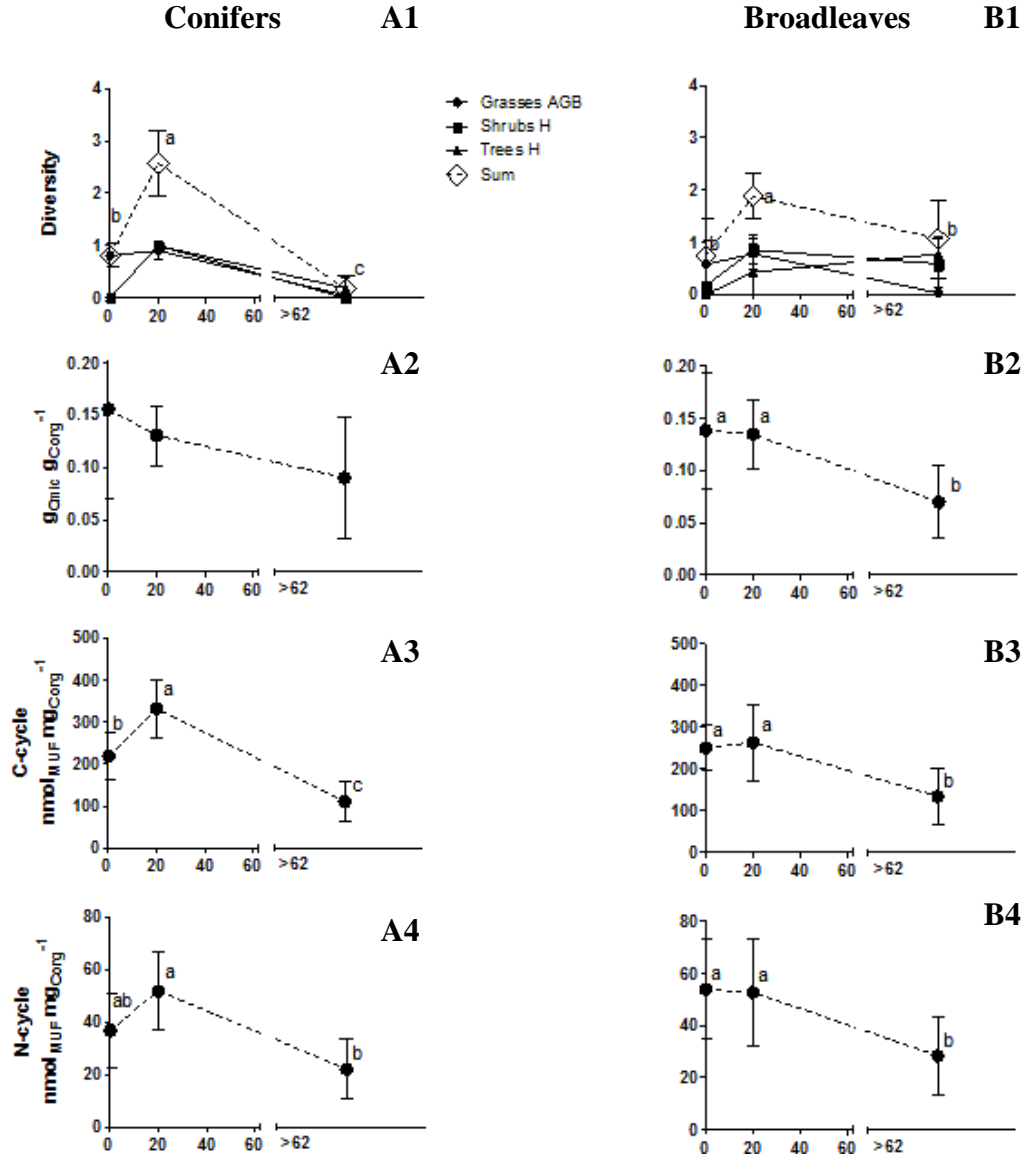 Conifers A1 Broadleaves B1
4
3
2
1
0
Diversity
b
a
c
0 20 40 60 >62
Grasses AGB
Shrubs H
Trees H
Sum
4
3
2
1
0
b
a
b
0 20 40 60 >62
A2
0.20
0.15
0.10
0.05
0.00
gCmic gCorg⁻¹
0 20 40 60 >62
B2
0.20
0.15
0.10
0.05
0.00
a
a
b
0 20 40 60 >62
A3
500
400
300
200
100
0
C-cycle
nmolMUF mgCorg⁻¹
b
a
c
0 20 40 60 >62
B3
500
400
300
200
100
0
a
a
b
0 20 40 60 >62
A4
80
60
40
20
0
N-cycle
nmolMUF mgCorg⁻¹
ab
a
b
0 20 40 60 >62
B4
80
60
40
20
0
a
a
b
0 20 40 60 >62